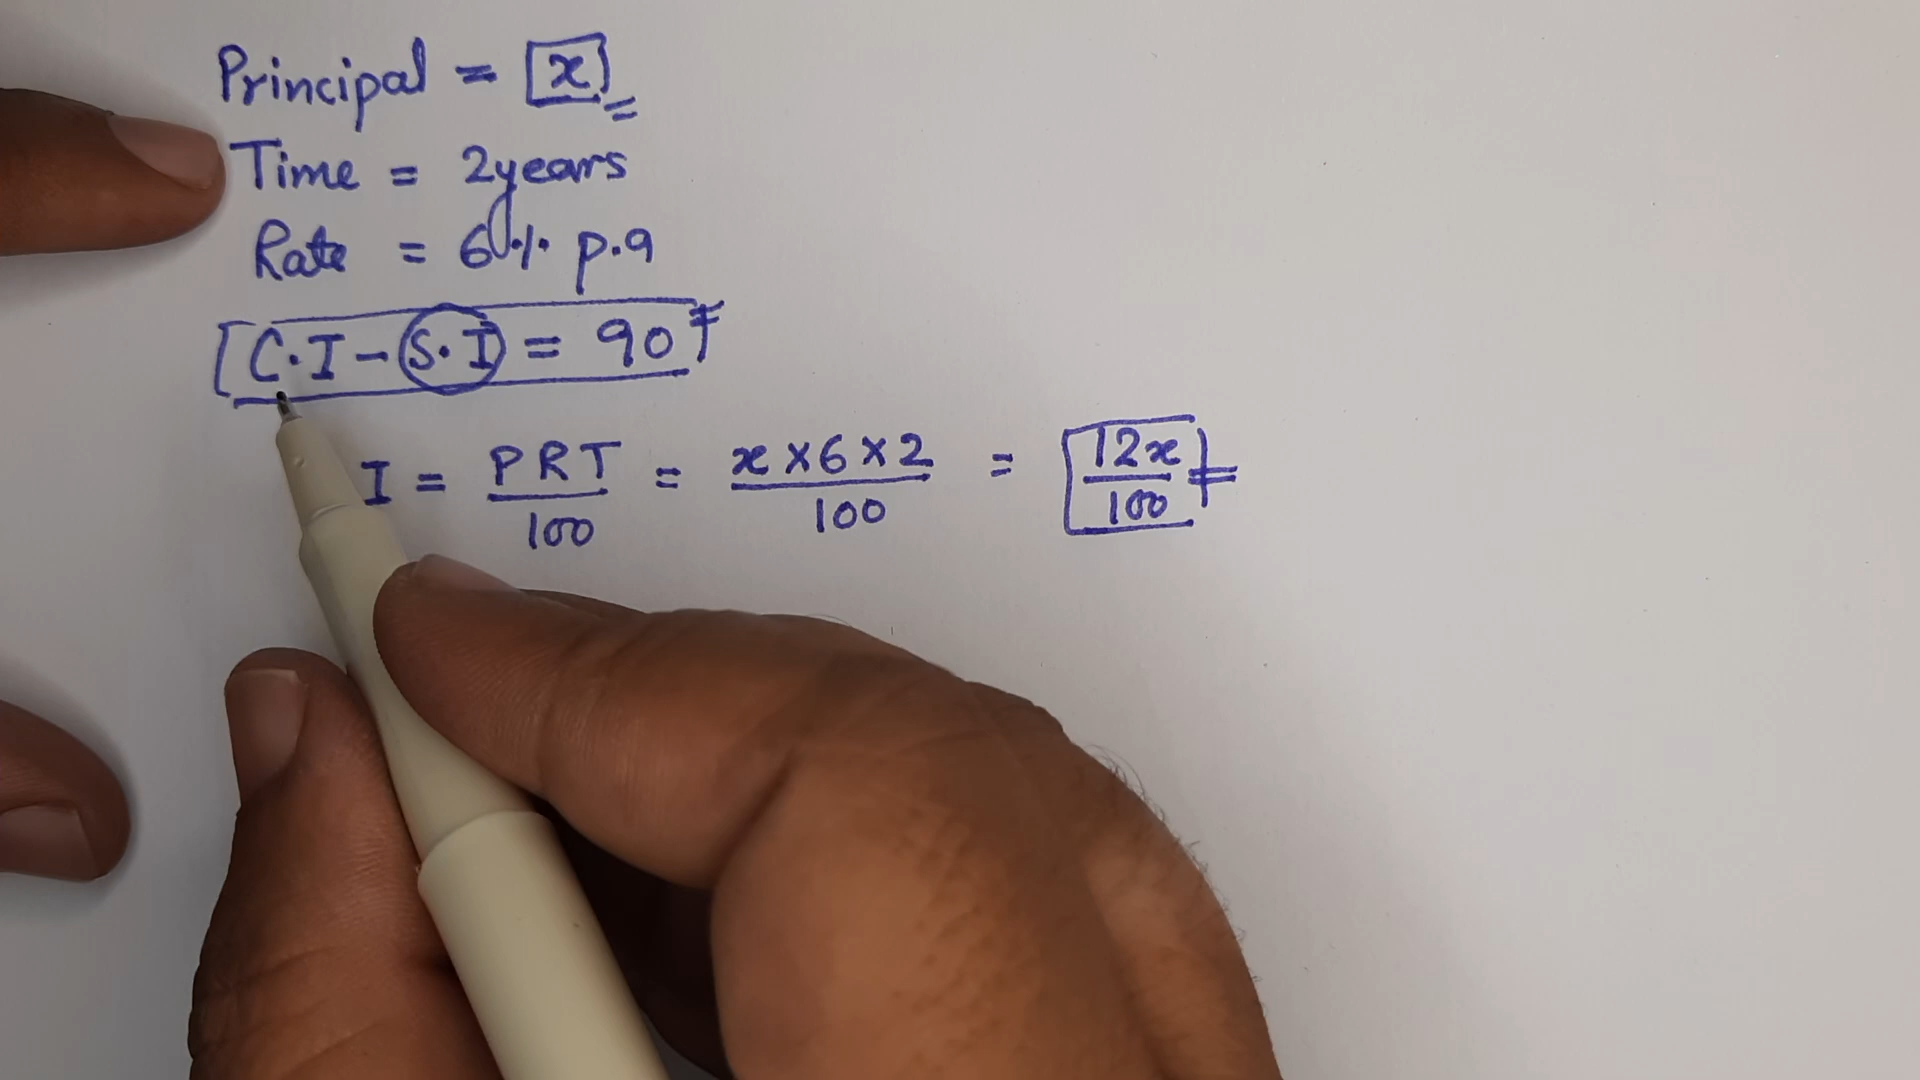 Principal = x
Time = 2years
Rate = 6% p.a
C.I - S.I = 90
I = PRT/100 = x×6×2/100 = 12x/100